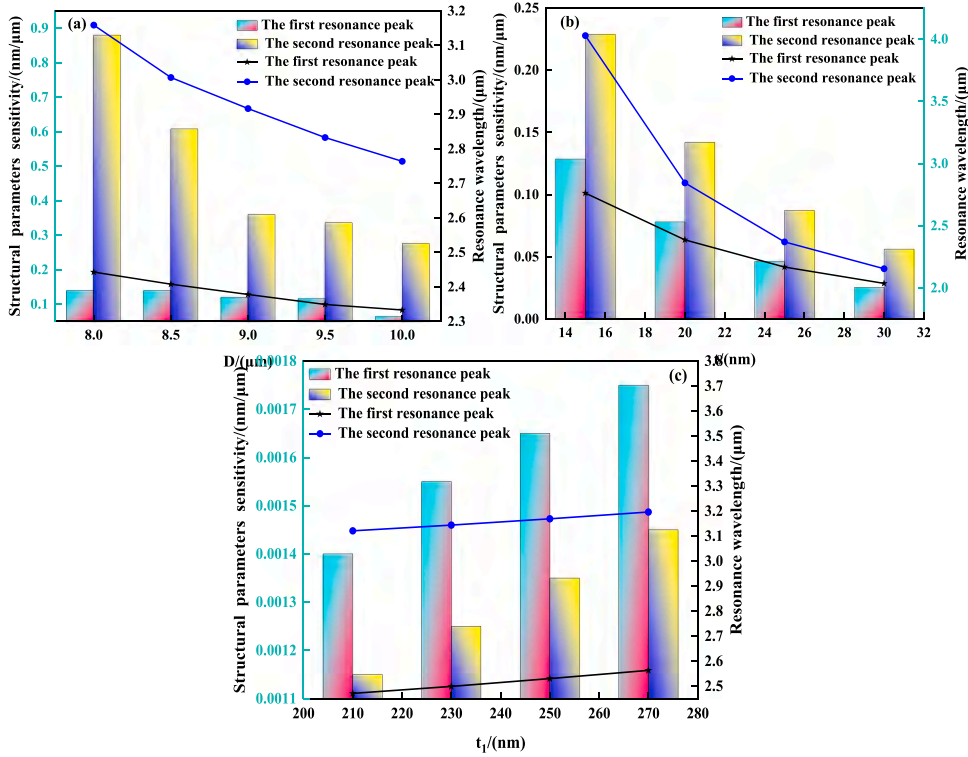 (a)
The first resonance peak
The second resonance peak
The first resonance peak
The second resonance peak
Structural parameters sensitivity/(nm/μm)
0.9
0.8
0.7
0.6
0.5
0.4
0.3
0.2
0.1
8.0 8.5 9.0 9.5 10.0
D/(μm)
3.2
3.1
3.0
2.9
2.8
2.7
2.6
2.5
2.4
2.3
Resonance wavelength/(μm)
(b)
The first resonance peak
The second resonance peak
The first resonance peak
The second resonance peak
Structural parameters sensitivity/(nm/μm)
0.25
0.20
0.15
0.10
0.05
0.00
14 16 18 20 22 24 26 28 30 32
/(nm)
4.0
3.5
3.0
2.5
2.0
Resonance wavelength/(μm)
(c)
The first resonance peak
The second resonance peak
The first resonance peak
The second resonance peak
Structural parameters sensitivity/(nm/μm)
0.0018
0.0017
0.0016
0.0015
0.0014
0.0013
0.0012
0.0011
200 210 220 230 240 250 260 270 280
t₁/(nm)
3.8
3.7
3.6
3.5
3.4
3.3
3.2
3.1
3.0
2.9
2.8
2.7
2.6
2.5
Resonance wavelength/(μm)